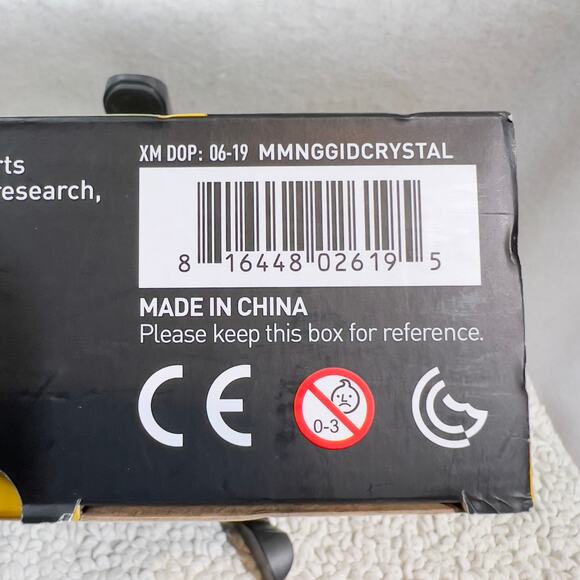 rts
research,
XM DOP: 06-19 MMNGGIDCRYSTAL
8 16448 02619 5
MADE IN CHINA
Please keep this box for reference.
CE
0-3